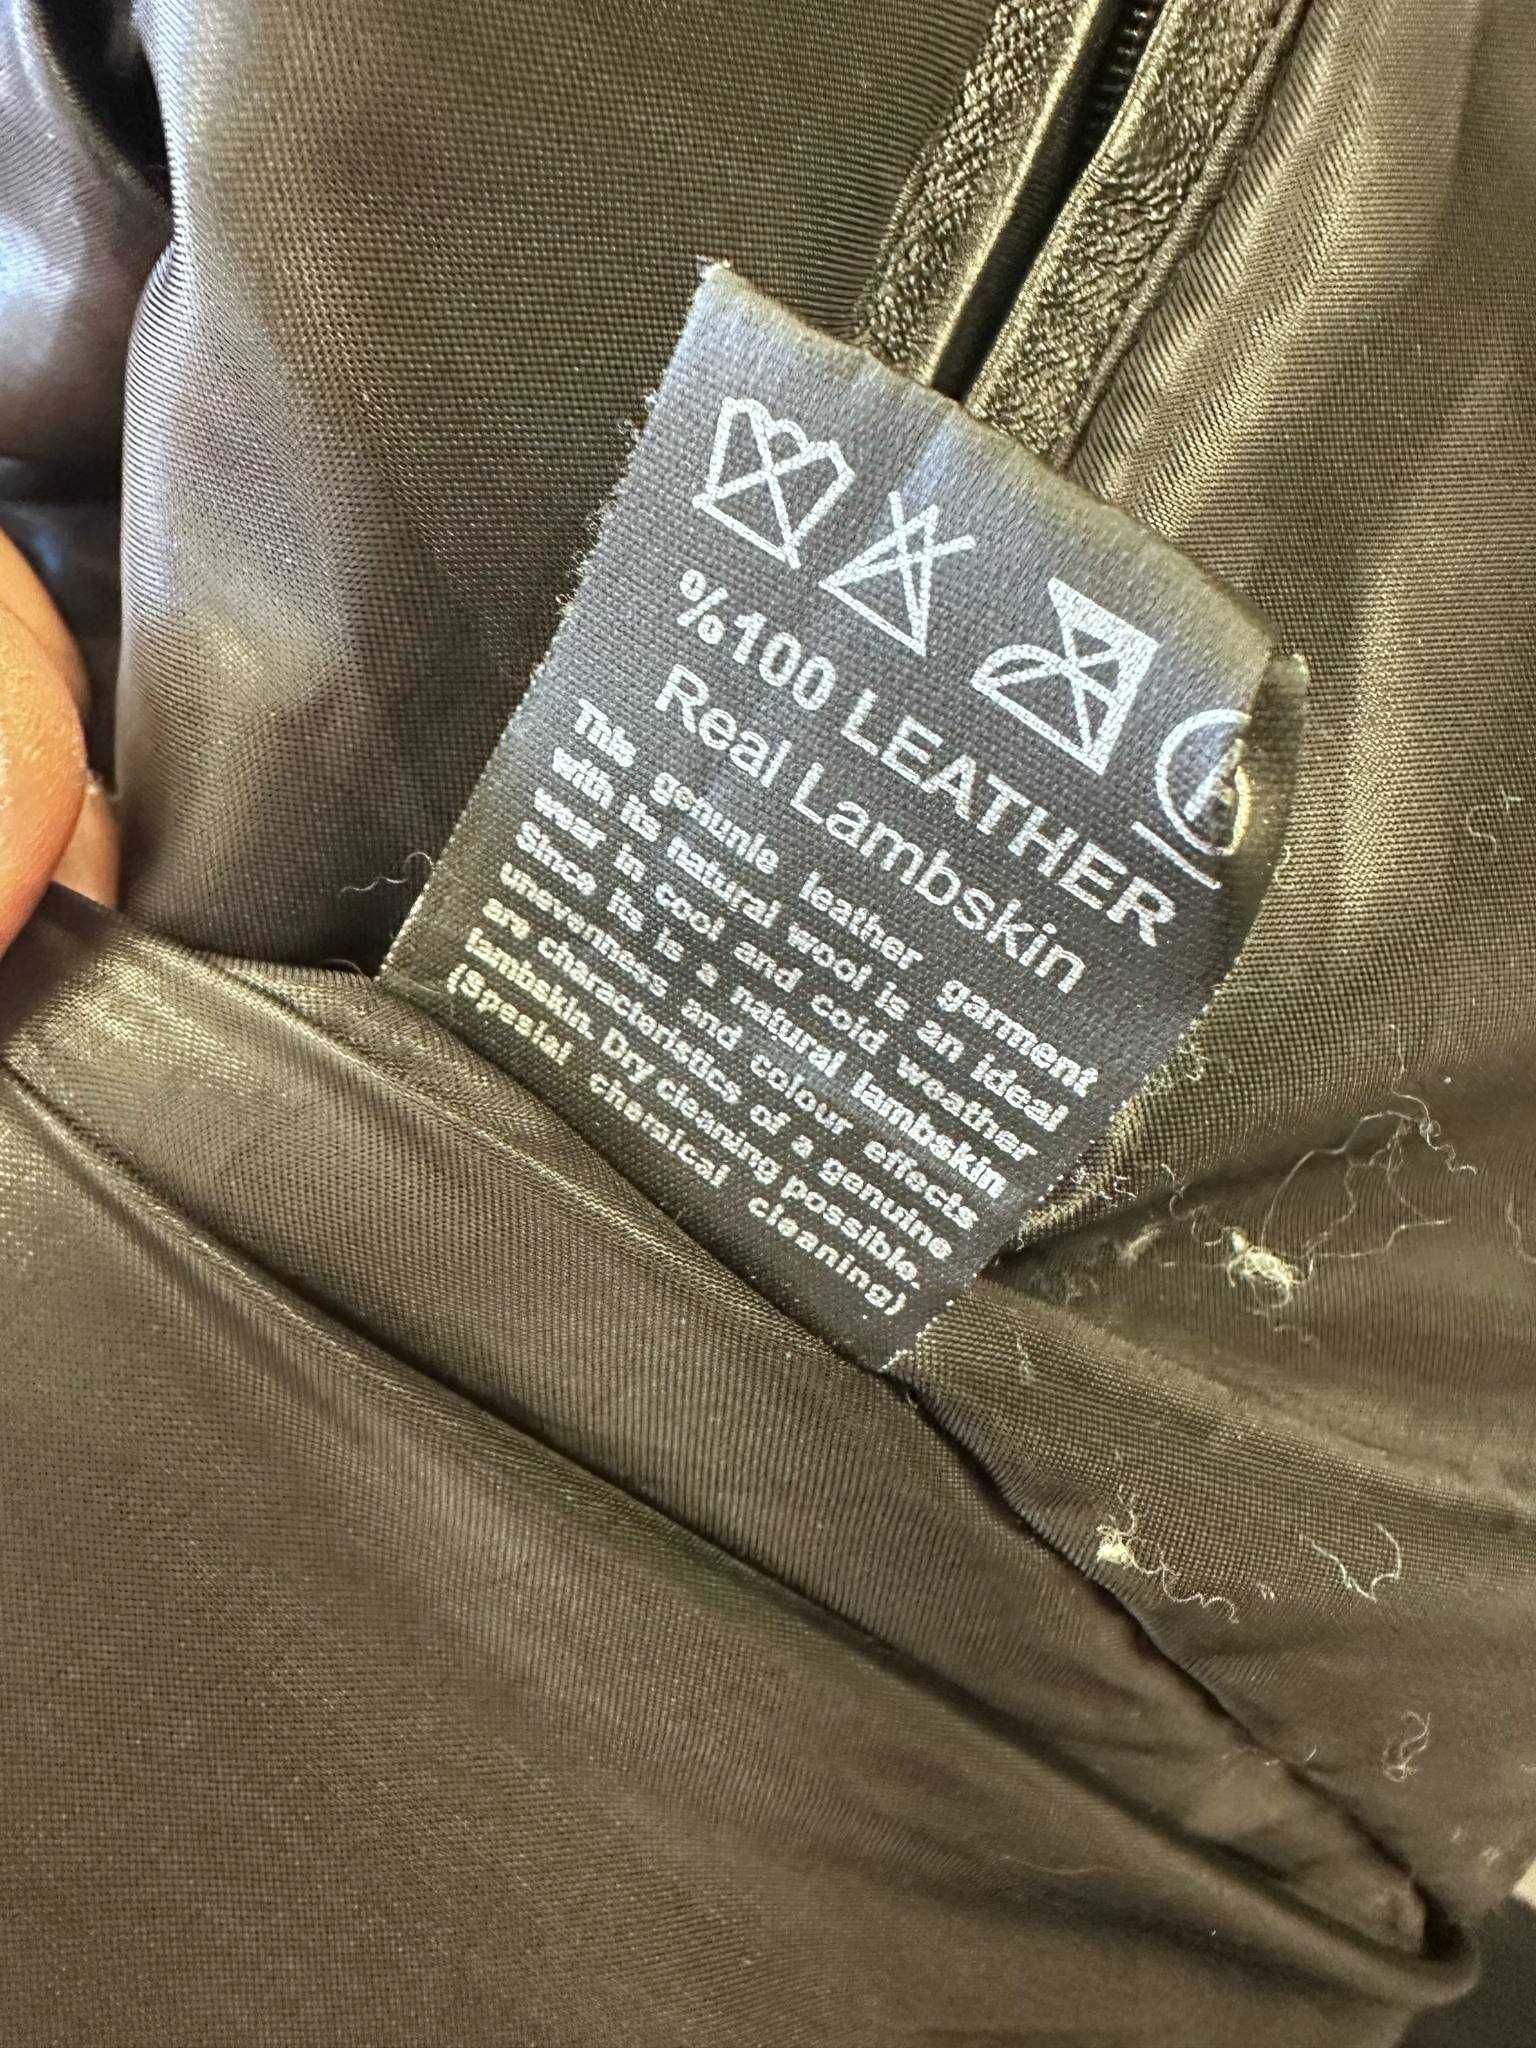 %100 LEATHER
Real Lambskin
This genunie leather garment
with its natural wool is an ideal
wear in cool and cold weather
Since its is a natural lambskin
unevenness and colour effects
are characteristics of a genuine
lambskin. Dry cleaning possible.
(Spesial chemical cleaning)